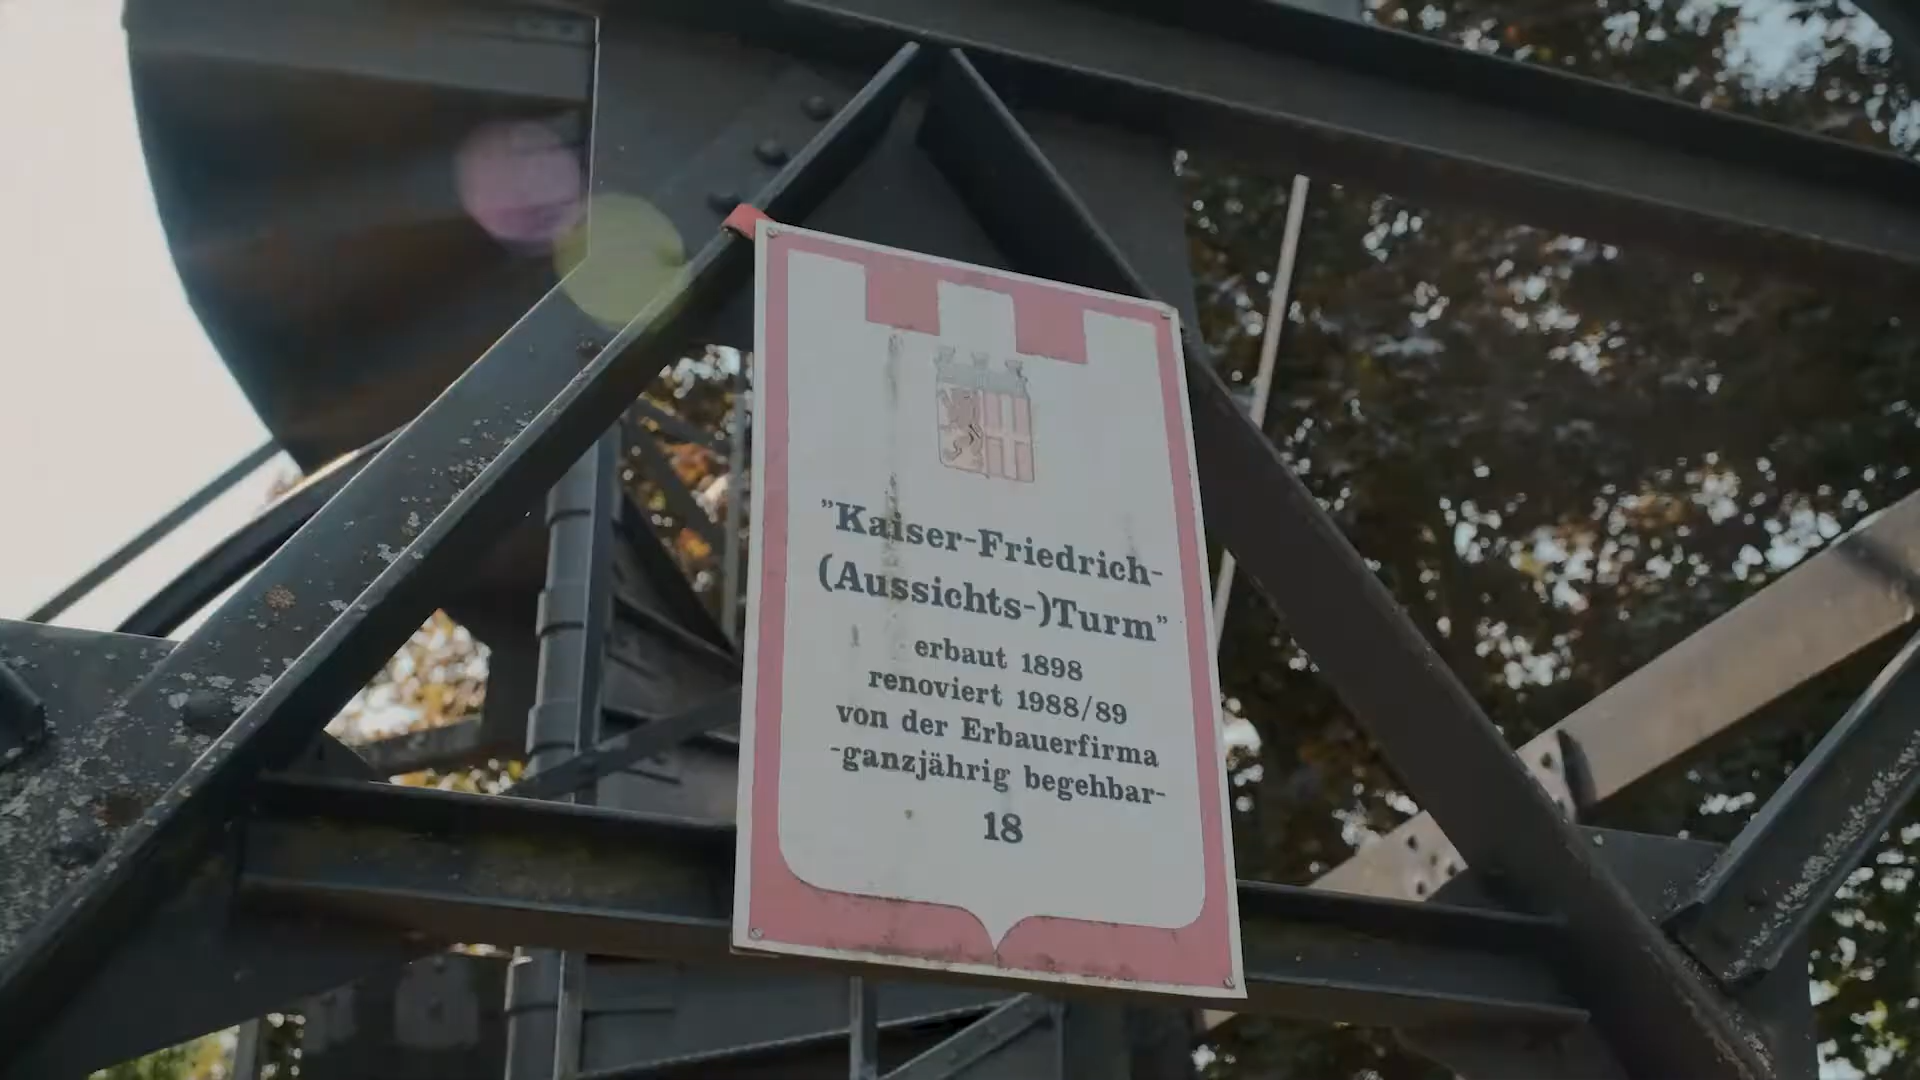 "Kaiser-Friedrich-
(Aussichts-)Turm"
erbaut 1898
renoviert 1988/89
von der Erbauerfirma
-ganzjährig begehbar-
18